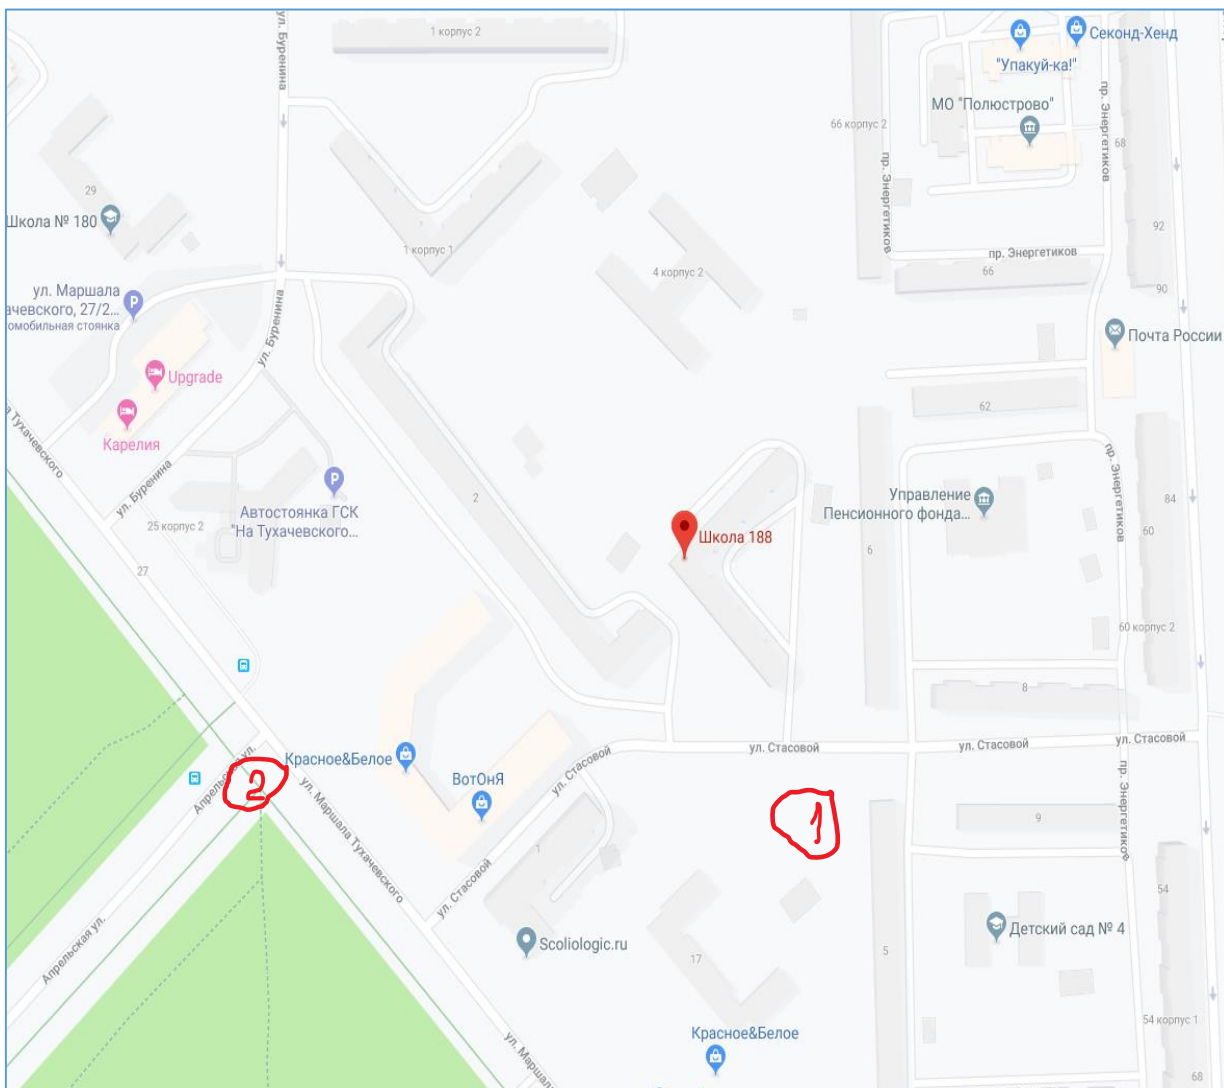 ул. Буренина
1 корпус 2
Секонд-Хенд
"Упакуй-ка!"
МО "Полюстрово"
пр. Энергетиков
66 корпус 2
68
пр. Энергетиков
29
Школа № 180
1 корпус 1
92
пр. Энергетиков
66
4 корпус 2
90
ул. Маршала
ачевского, 27/2...
омобильная стоянка
ул. Буренина
Почта России
Upgrade
62
Карелия
а Тухачевского
ул. Буренина
пр. Энергетиков
Автостоянка ГСК
"На Тухачевского...
25 корпус 2
2
Управление
Пенсионного фонда...
84
60
Школа 188
6
27
60 корпус 2
8
ул. Стасовой
ул. Стасовой
ул. Стасовой
Красное&Белое
ул. Стасовой
ВотОнЯ
2
Апрельская ул.
ул. Маршала Тухачевского
1
9
пр. Энергетиков
1
ул. Стасовой
54
Детский сад № 4
Апрельская ул.
Scoliologic.ru
17
5
Красное&Белое
54 корпус 1
ул. Маршал
68